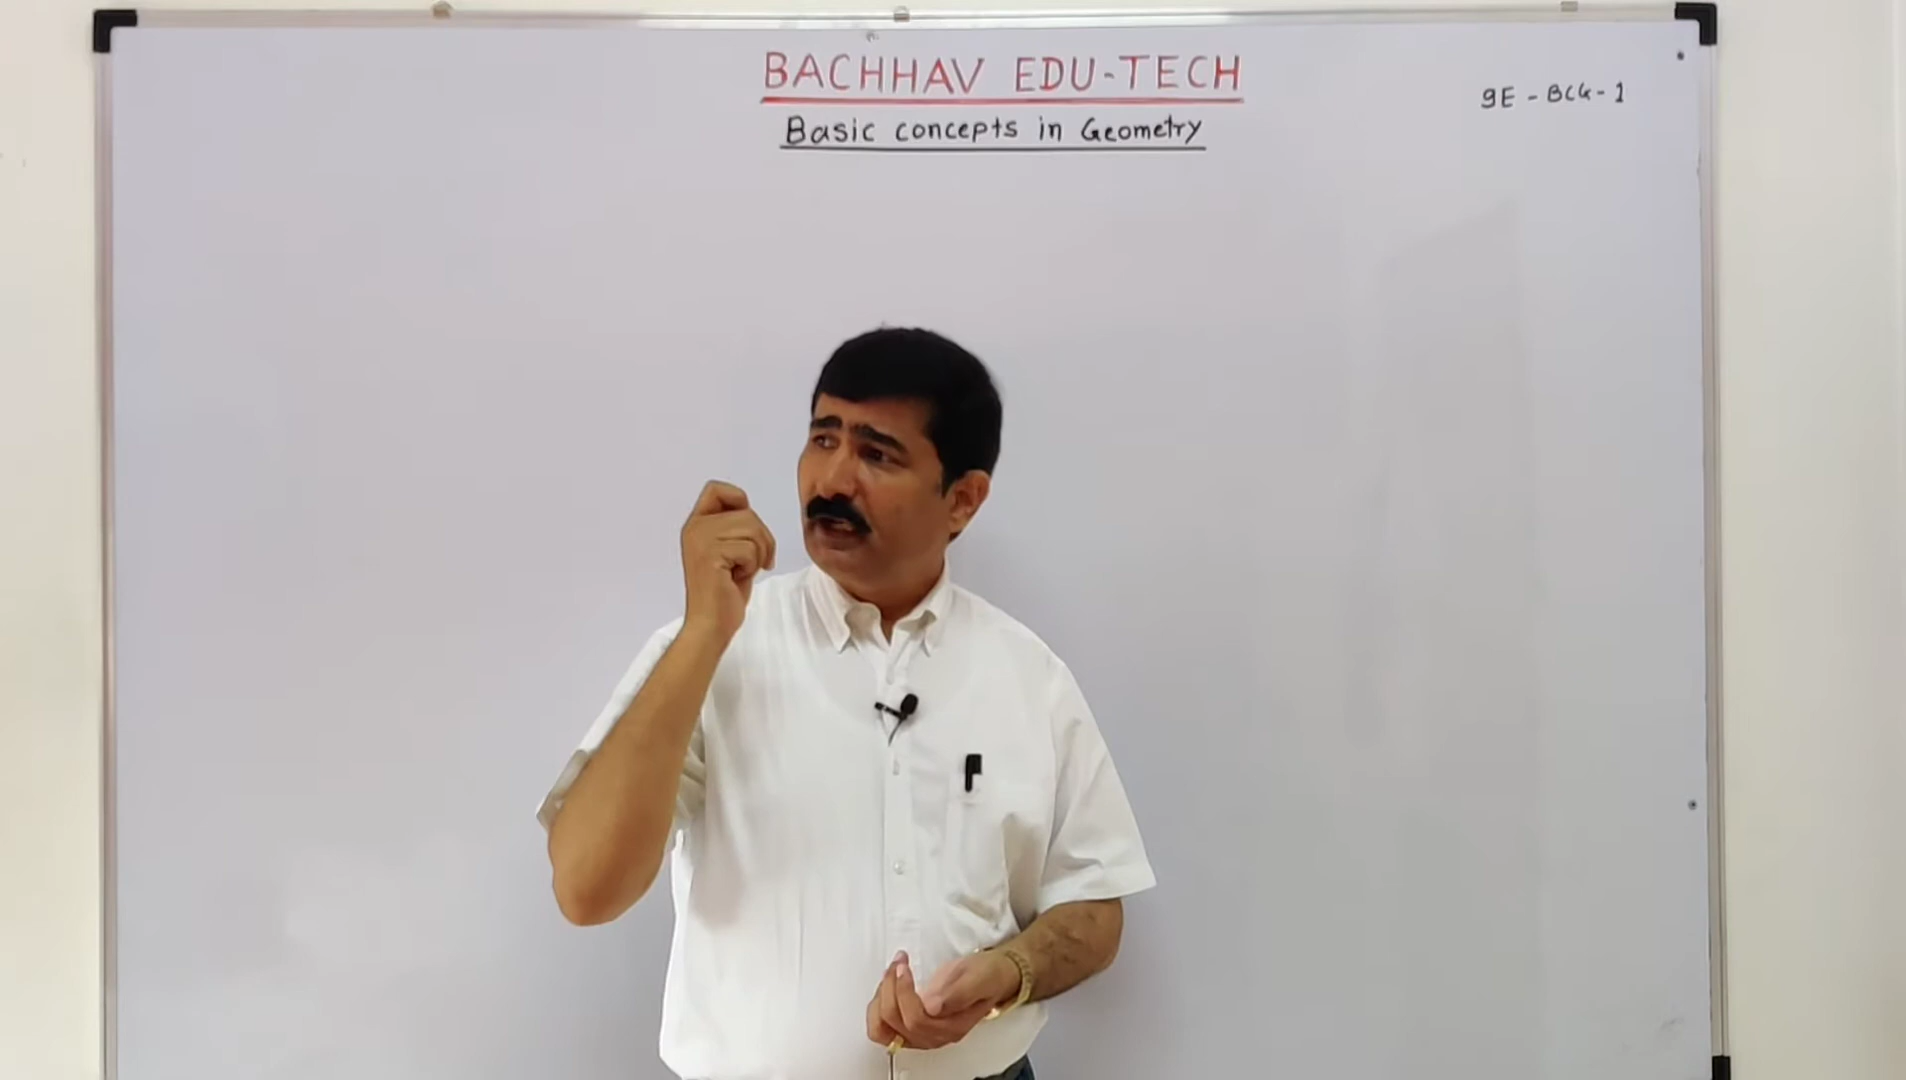 BACHHAV EDU-TECH
Basic concepts in Geometry
9E - BCG - 1